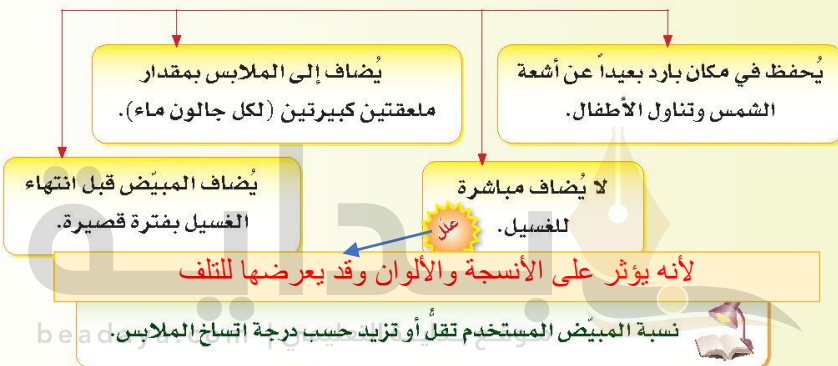 يُحفظ في مكان بارد بعيداً عن أشعة
الشمس وتناول الأطفال.
يُضاف إلى الملابس بمقدار
ملعقتين كبيرتين (لكل جالون ماء).
لا يُضاف مباشرة
للغسيل.
علّل
يُضاف المبيّض قبل انتهاء
الغسيل بفترة قصيرة.
لأنه يؤثر على الأنسجة والألوان وقد يعرضها للتلف
نسبة المبيّض المستخدم تقلُّ أو تزيد حسب درجة اتساخ الملابس.
بداية